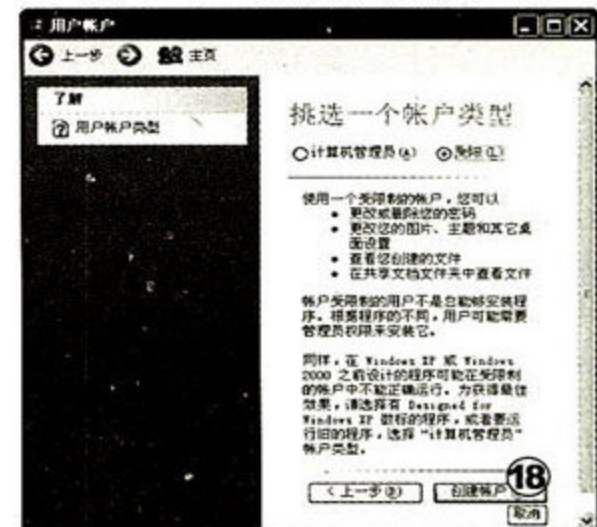 用户帐户
上一步 主页
了解
用户帐户类型
挑选一个帐户类型
计算机管理员(A) 受限(L)
使用一个受限制的帐户，您可以
• 更改或删除您的密码
• 更改您的图片、主题和其它桌
面设置
• 查看您创建的文件
• 在共享文档文件夹中查看文件
帐户受限制的用户不是总能够安装程
序。根据程序的不同，用户可能需要
管理员权限来安装它。
同样，在 Windows XP 或 Windows
2000 之前设计的程序可能在受限制
的帐户中不能正确运行。为获得最佳
效果，请选择有 Designed for
Windows XP 徽标的程序，或者要运
行旧的程序，选择“计算机管理员”
帐户类型。
18
< 上一步(B) 创建帐户
取消